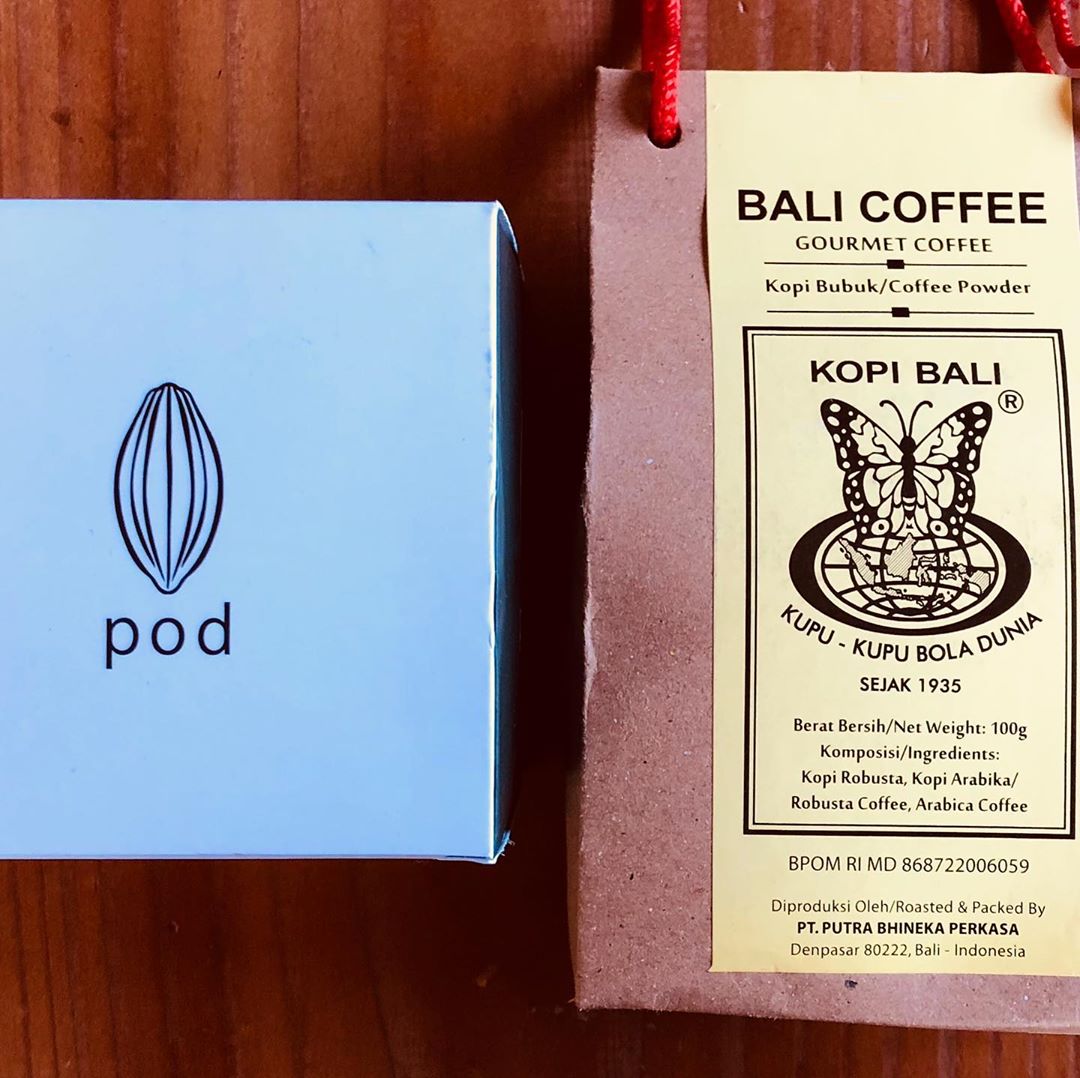 pod
BALI COFFEE
GOURMET COFFEE
Kopi Bubuk/Coffee Powder
KOPI BALI
®
KUPU - KUPU BOLA DUNIA
SEJAK 1935
Berat Bersih/Net Weight: 100g
Komposisi/Ingredients:
Kopi Robusta, Kopi Arabika/
Robusta Coffee, Arabica Coffee
BPOM RI MD 868722006059
Diproduksi Oleh/Roasted & Packed By
PT. PUTRA BHINEKA PERKASA
Denpasar 80222, Bali - Indonesia